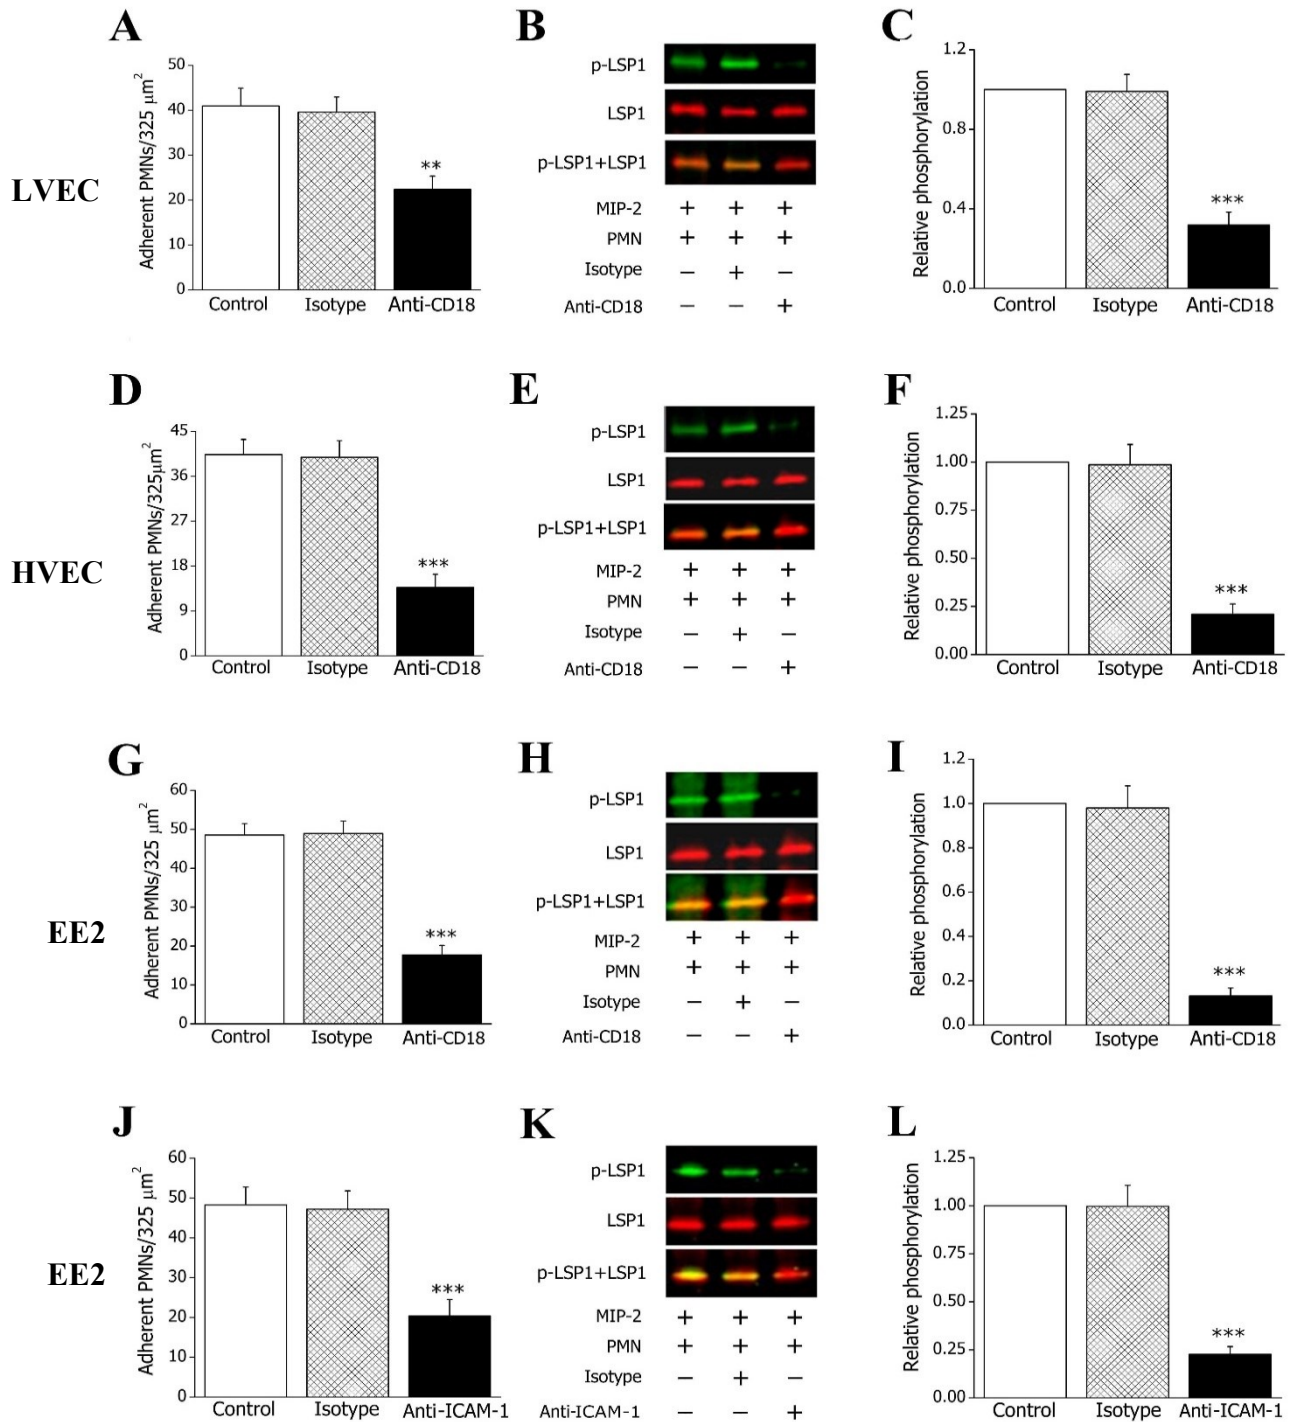 A
Adherent PMNs/325 μm²
50
40
30
20
10
0
**
Control Isotype Anti-CD18
LVEC
B
p-LSP1
LSP1
p-LSP1+LSP1
MIP-2 + + +
PMN + + +
Isotype − + −
Anti-CD18 − − +
C
Relative phosphorylation
1.2
0.8
0.4
0.0
***
Control Isotype Anti-CD18
D
Adherent PMNs/325μm²
45
36
27
18
9
0
***
Control Isotype Anti-CD18
HVEC
E
p-LSP1
LSP1
p-LSP1+LSP1
MIP-2 + + +
PMN + + +
Isotype − + −
Anti-CD18 − − +
F
Relative phosphorylation
1.25
1.00
0.75
0.50
0.25
0.00
***
Control Isotype Anti-CD18
G
Adherent PMNs/325 μm²
60
50
40
30
20
10
0
***
Control Isotype Anti-CD18
EE2
H
p-LSP1
LSP1
p-LSP1+LSP1
MIP-2 + + +
PMN + + +
Isotype − + −
Anti-CD18 − − +
I
Relative phosphorylation
1.2
1.0
0.8
0.6
0.4
0.2
0.0
***
Control Isotype Anti-CD18
J
Adherent PMNs/325 μm²
60
50
40
30
20
10
0
***
Control Isotype Anti-ICAM-1
EE2
K
p-LSP1
LSP1
p-LSP1+LSP1
MIP-2 + + +
PMN + + +
Isotype − + −
Anti-ICAM-1 − − +
L
Relative phosphorylation
1.25
1.00
0.75
0.50
0.25
0.00
***
Control Isotype Anti-ICAM-1